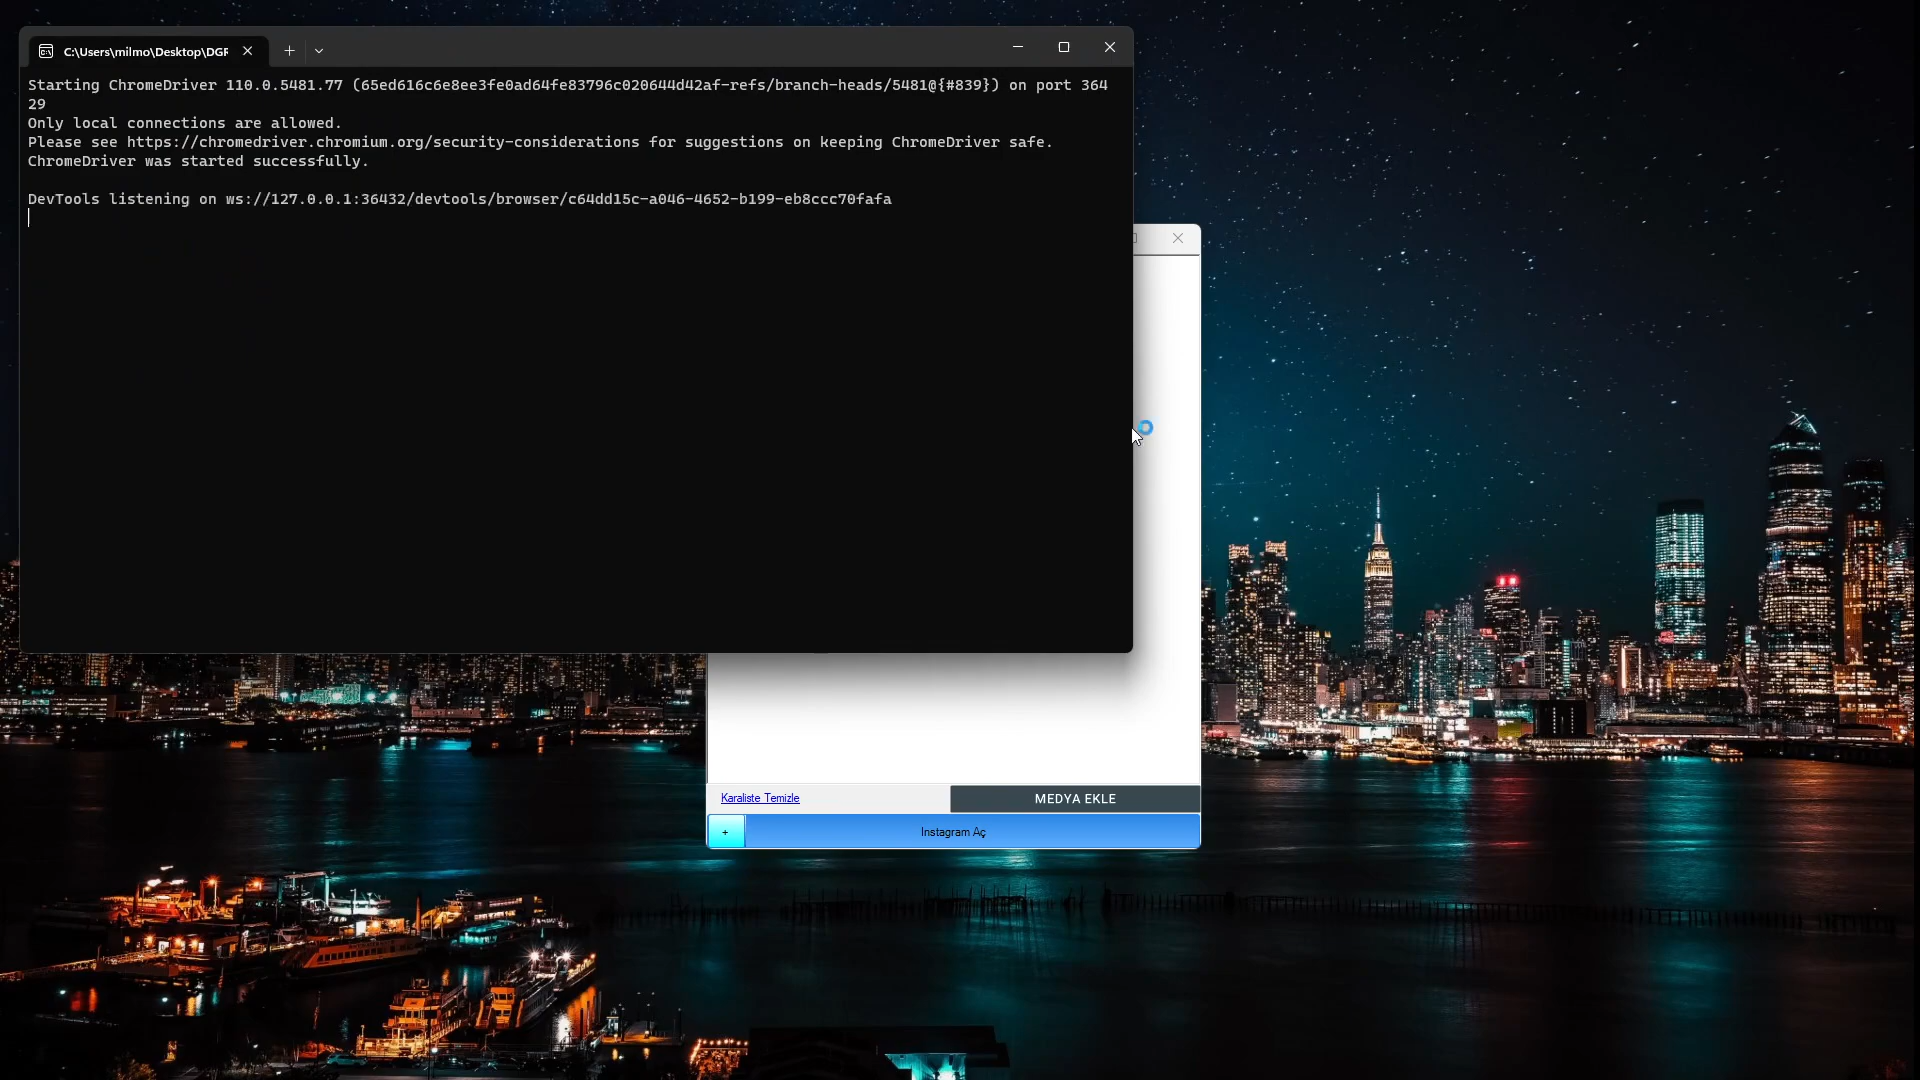 C:\Users\milmo\Desktop\DGF
Starting ChromeDriver 110.0.5481.77 (65ed616c6e8ee3fe0ad64fe83796c020644d42af-refs/branch-heads/5481@{#839}) on port 364
29
Only local connections are allowed.
Please see https://chromedriver.chromium.org/security-considerations for suggestions on keeping ChromeDriver safe.
ChromeDriver was started successfully.
DevTools listening on ws://127.0.0.1:36432/devtools/browser/c64dd15c-a046-4652-b199-eb8ccc70fafa
Karaliste Temizle
MEDYA EKLE
+
Instagram Aç